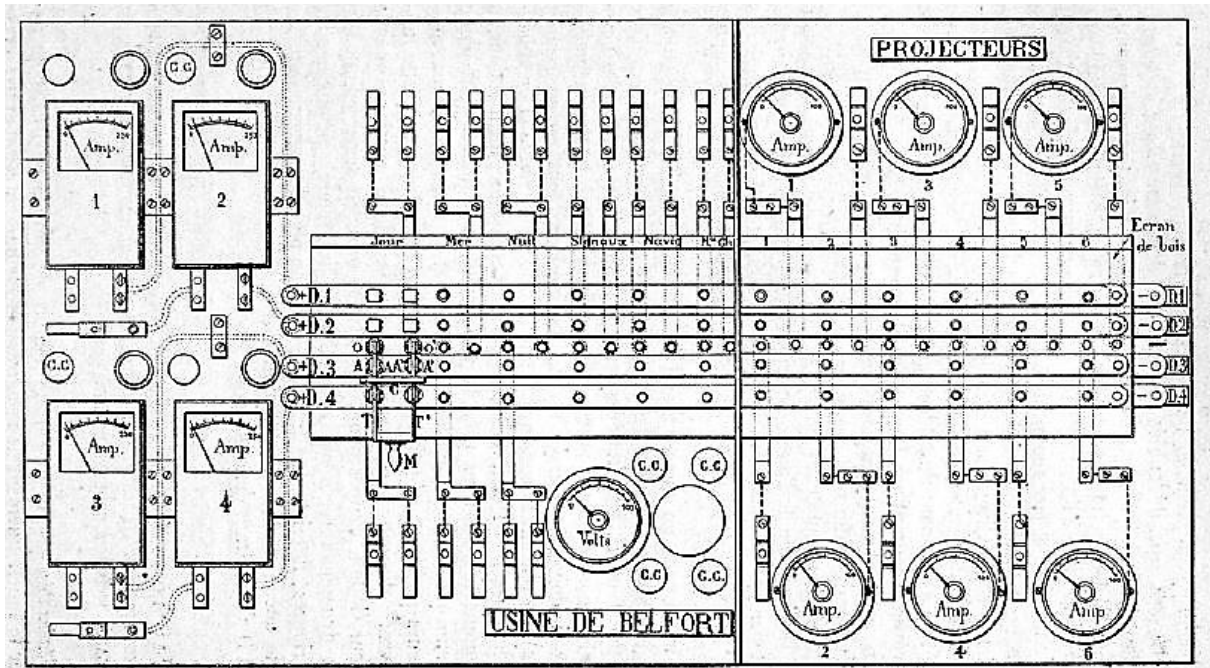 PROJECTEURS
C.C
Amp.
1
Amp.
2
Amp.
1
Amp.
3
Amp.
5
Ecran
de bois
Jour Mer Nuit Signaux Navig 1 2 3 4 5 6
+D.1 - D1
+D.2 - D2
O O'
+D.3 A A A' A' - D3
C
+D.4 - D.4
T T'
M
C.C
Amp.
3
Amp.
4
C.C
C.C
Volts
C.C
C.C.
USINE DE BELFORT
Amp.
2
Amp.
4
Amp.
6